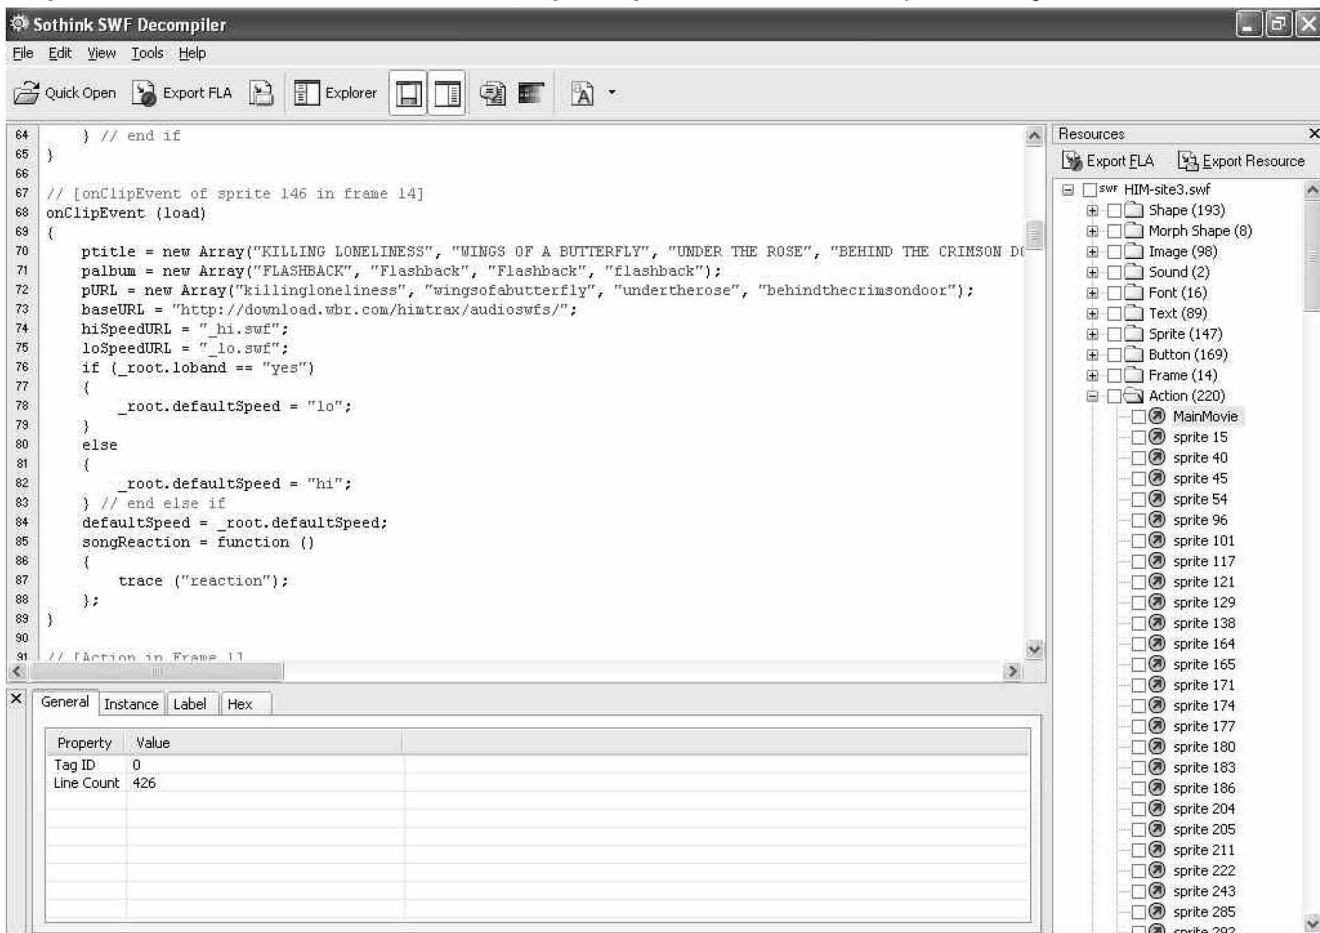 Sothink SWF Decompiler
File Edit View Tools Help
Quick Open Export FLA Explorer
64 } // end if
65 }
66
67 // [onClipEvent of sprite 146 in frame 14]
68 onClipEvent (load)
69 {
70 ptitle = new Array("KILLING LONELINESS", "WINGS OF A BUTTERFLY", "UNDER THE ROSE", "BEHIND THE CRIMSON
71 palbum = new Array("FLASHBACK", "Flashback", "Flashback", "flashback");
72 pURL = new Array("killingloneliness", "wingsofabutterfly", "undertherose", "behindthecrimsondoor");
73 baseURL = "http://download.wbr.com/himtrax/audioswfs/";
74 hiSpeedURL = "_hi.swf";
75 loSpeedURL = "_lo.swf";
76 if (_root.loband == "yes")
77 {
78 _root.defaultSpeed = "lo";
79 }
80 else
81 {
82 _root.defaultSpeed = "hi";
83 } // end else if
84 defaultSpeed = _root.defaultSpeed;
85 songReaction = function ()
86 {
87 trace ("reaction");
88 };
89 }
90
91 // [Action in Frame 1]
General Instance Label Hex
Property Value
Tag ID 0
Line Count 426
Resources
Export FLA Export Resource
SWF HIM-site3.swf
Shape (193)
Morph Shape (8)
Image (98)
Sound (2)
Font (16)
Text (89)
Sprite (147)
Button (169)
Frame (14)
Action (220)
MainMovie
sprite 15
sprite 40
sprite 45
sprite 54
sprite 96
sprite 101
sprite 117
sprite 121
sprite 129
sprite 138
sprite 164
sprite 165
sprite 171
sprite 174
sprite 177
sprite 180
sprite 183
sprite 186
sprite 204
sprite 205
sprite 211
sprite 222
sprite 243
sprite 285
sprite 292